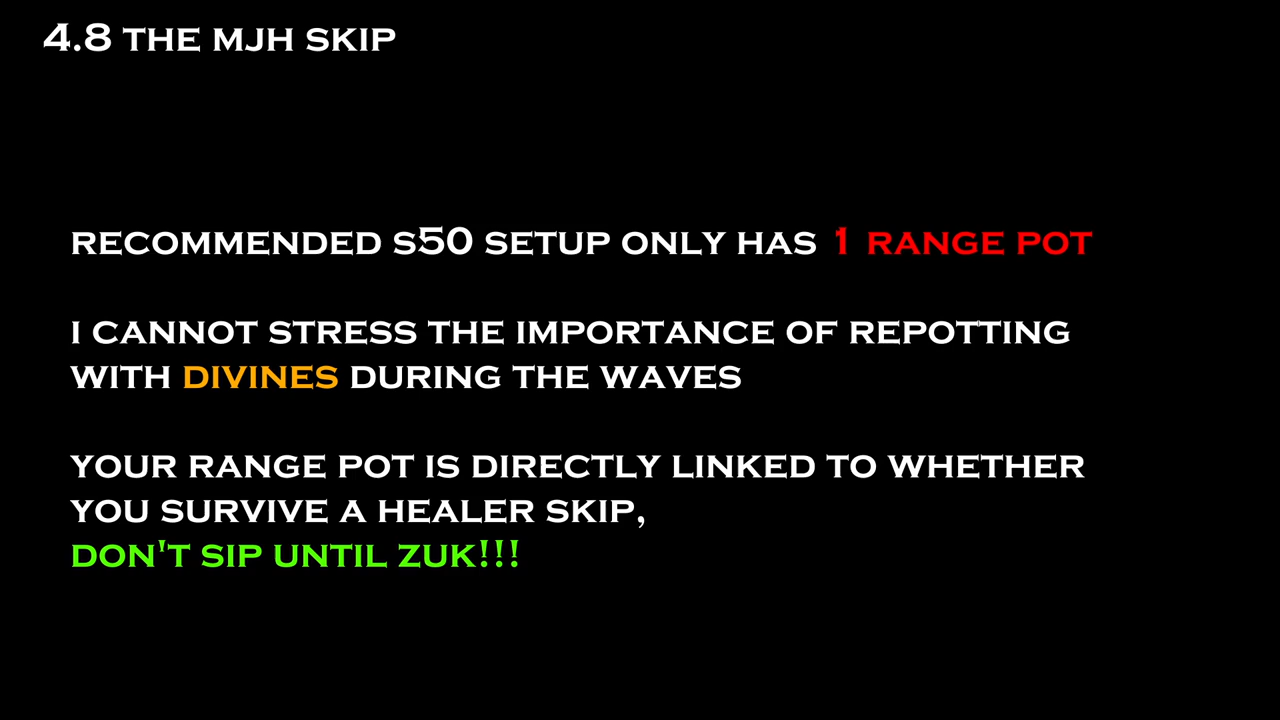 4.8 THE MJH SKIP
RECOMMENDED S50 SETUP ONLY HAS 1 RANGE POT
I CANNOT STRESS THE IMPORTANCE OF REPOTTING
WITH DIVINES DURING THE WAVES
YOUR RANGE POT IS DIRECTLY LINKED TO WHETHER
YOU SURVIVE A HEALER SKIP,
DON'T SIP UNTIL ZUK!!!